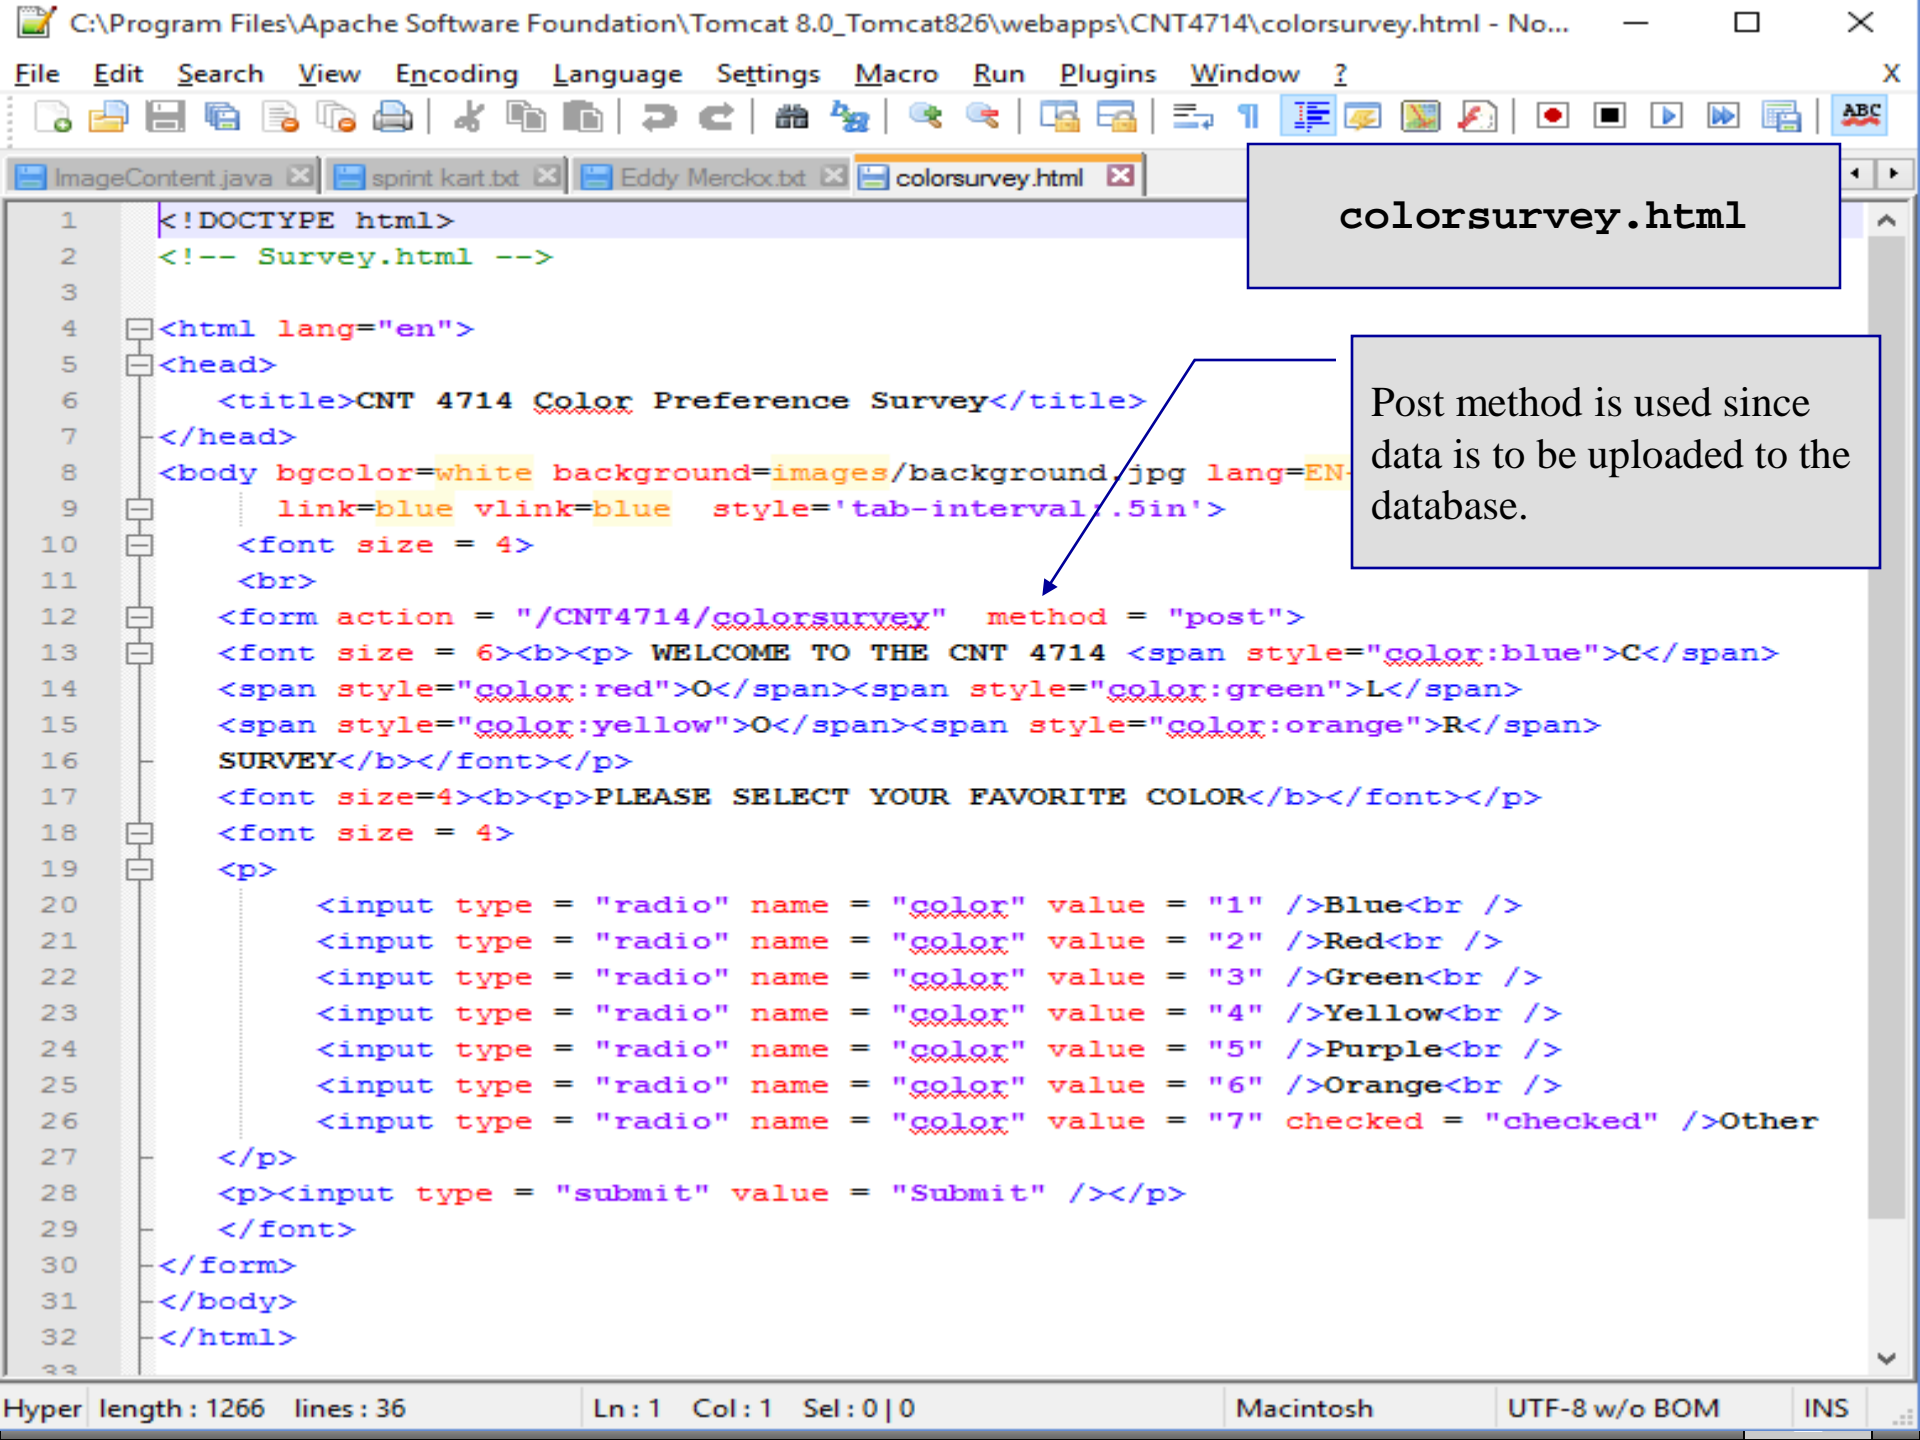 C:\Program Files\Apache Software Foundation\Tomcat 8.0_Tomcat826\webapps\CNT4714\colorsurvey.html - No...
File Edit Search View Encoding Language Settings Macro Run Plugins Window ? X
ABC
ImageContent.java sprint kart.txt Eddy Merckx.txt colorsurvey.html
colorsurvey.html
Post method is used since
data is to be uploaded to the
database.
1 <!DOCTYPE html>
2 <!-- Survey.html -->
3
4 <html lang="en">
5 <head>
6 <title>CNT 4714 Color Preference Survey</title>
7 </head>
8 <body bgcolor=white background=images/background.jpg lang=EN-
9 link=blue vlink=blue style='tab-interval:.5in'>
10 <font size = 4>
11 <br>
12 <form action = "/CNT4714/colorsurvey" method = "post">
13 <font size = 6><b><p> WELCOME TO THE CNT 4714 <span style="color:blue">C</span>
14 <span style="color:red">O</span><span style="color:green">L</span>
15 <span style="color:yellow">O</span><span style="color:orange">R</span>
16 SURVEY</b></font></p>
17 <font size=4><b><p>PLEASE SELECT YOUR FAVORITE COLOR</b></font></p>
18 <font size = 4>
19 <p>
20 <input type = "radio" name = "color" value = "1" />Blue<br />
21 <input type = "radio" name = "color" value = "2" />Red<br />
22 <input type = "radio" name = "color" value = "3" />Green<br />
23 <input type = "radio" name = "color" value = "4" />Yellow<br />
24 <input type = "radio" name = "color" value = "5" />Purple<br />
25 <input type = "radio" name = "color" value = "6" />Orange<br />
26 <input type = "radio" name = "color" value = "7" checked = "checked" />Other
27 </p>
28 <p><input type = "submit" value = "Submit" /></p>
29 </font>
30 </form>
31 </body>
32 </html>
33
Hyper length : 1266 lines : 36 Ln : 1 Col : 1 Sel : 0 | 0 Macintosh UTF-8 w/o BOM INS